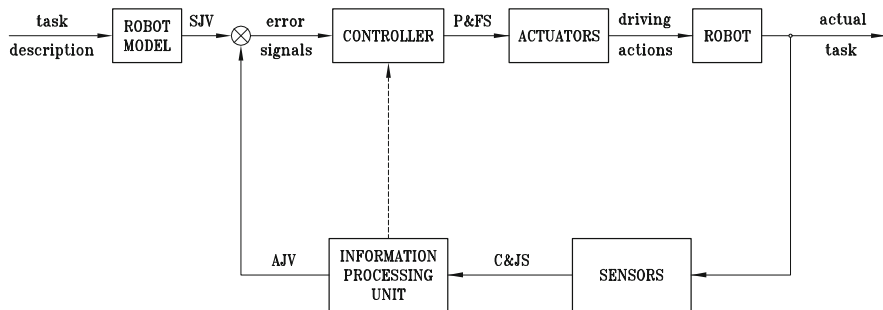 task
description
ROBOT
MODEL
SJV
error
signals
CONTROLLER
P&FS
ACTUATORS
driving
actions
ROBOT
actual
task
AJV
INFORMATION
PROCESSING
UNIT
C&JS
SENSORS